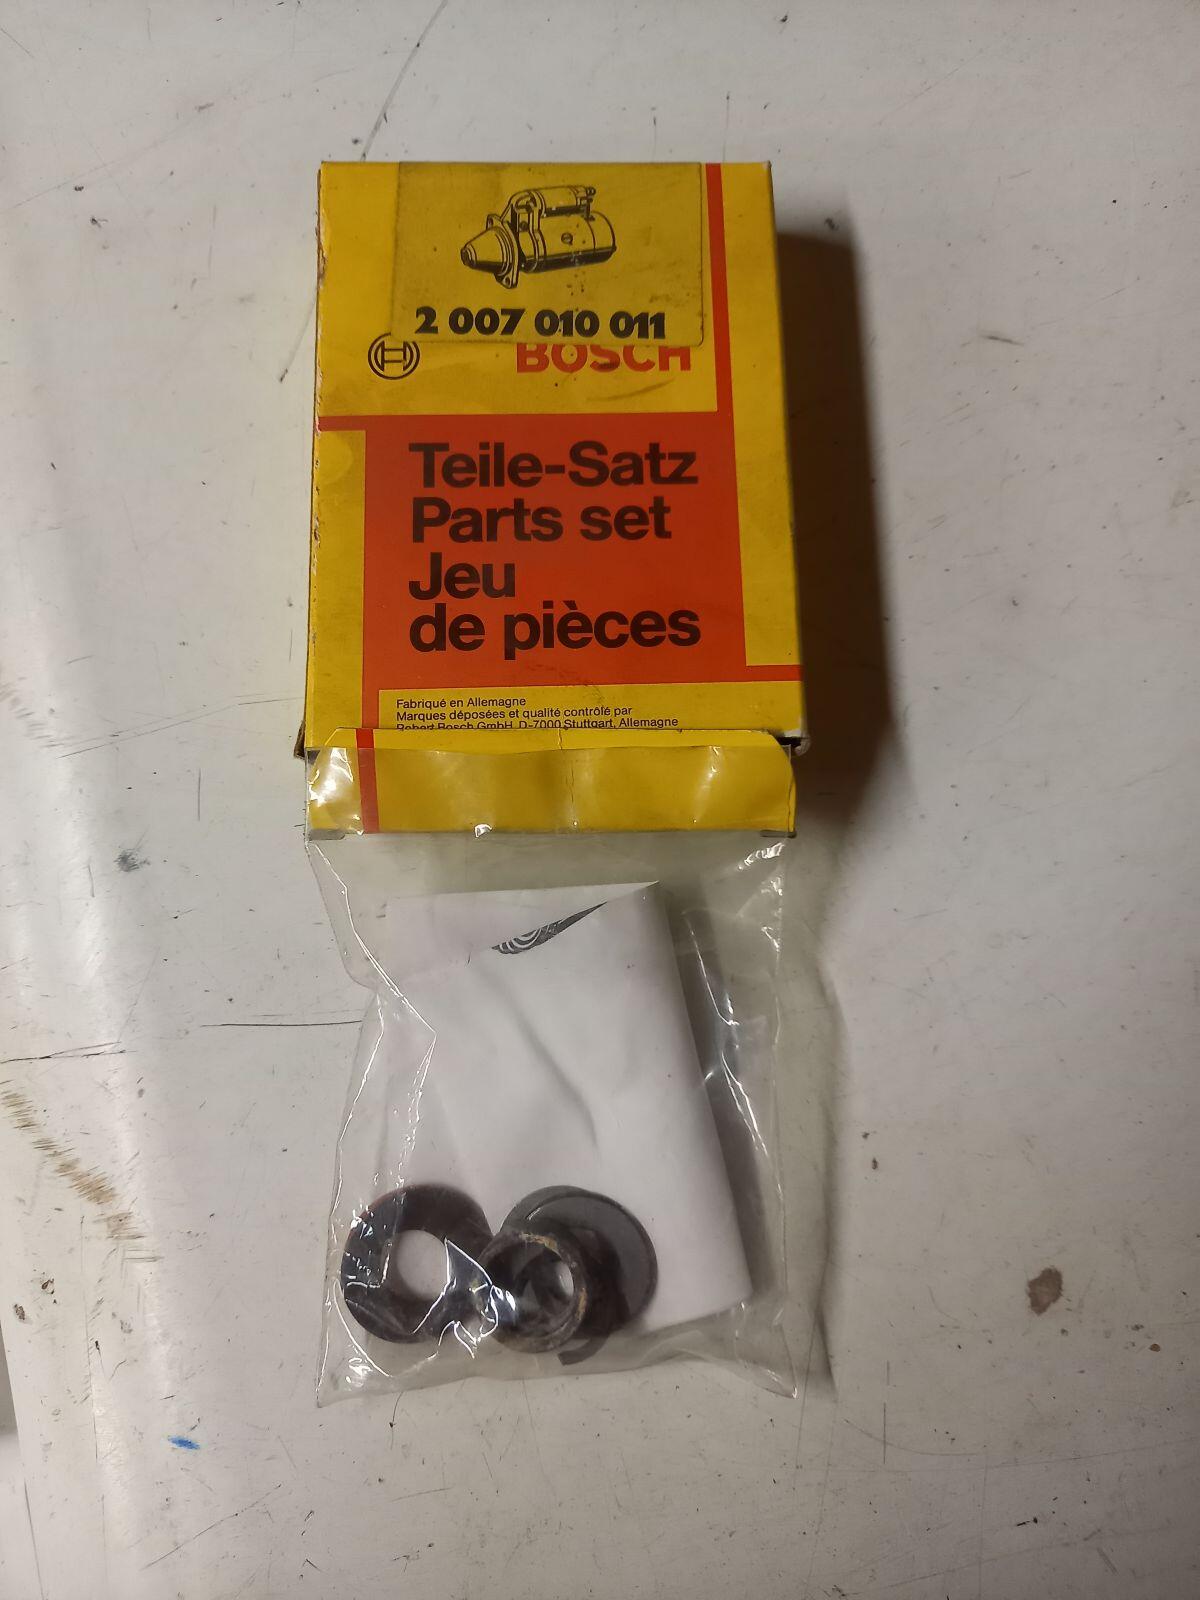 2 007 010 011
BOSCH
Teile-Satz
Parts set
Jeu
de pièces
Fabriqué en Allemagne
Marques déposées et qualité contrôlé par
Robert Bosch GmbH, D-7000 Stuttgart, Allemagne